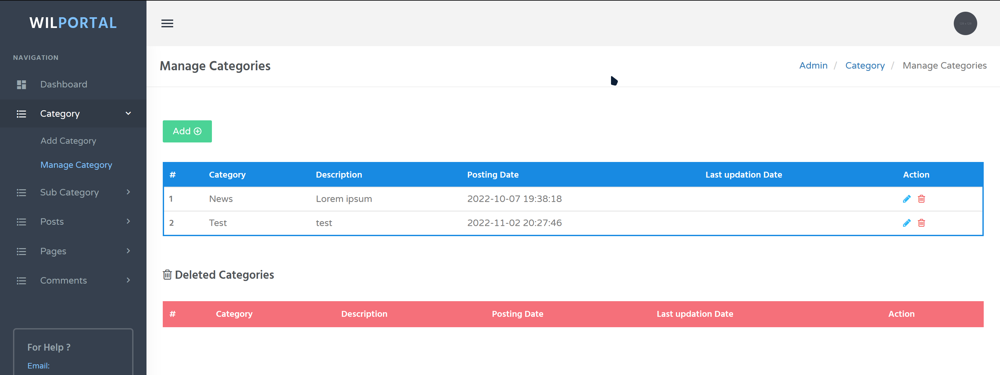 WILPORTAL
128 x 128
NAVIGATION
Dashboard
Category
Add Category
Manage Category
Sub Category
Posts
Pages
Comments
For Help ?
Email:
Manage Categories
Admin / Category / Manage Categories
Add
# Category Description Posting Date Last updation Date Action
1 News Lorem ipsum 2022-10-07 19:38:18
2 Test test 2022-11-02 20:27:46
Deleted Categories
# Category Description Posting Date Last updation Date Action